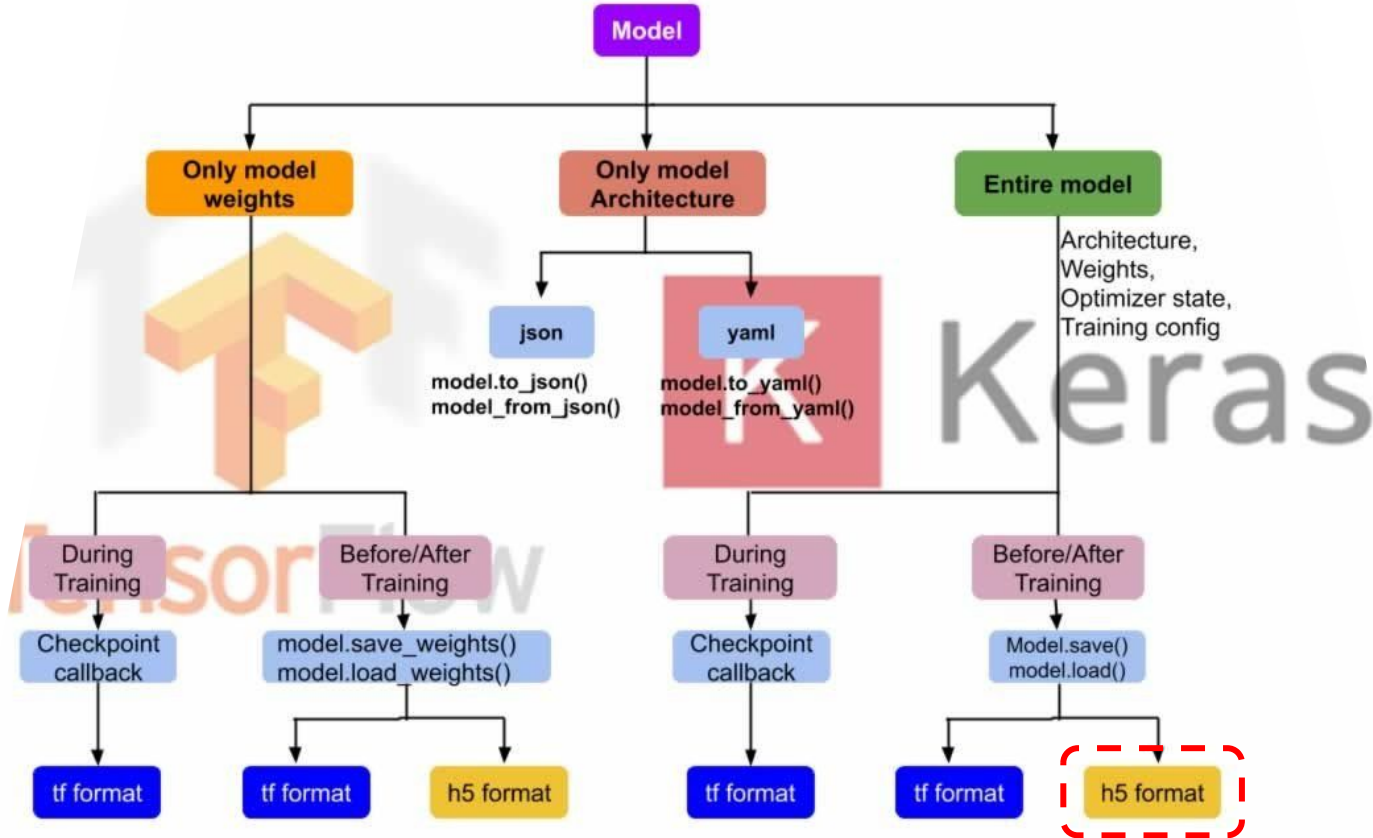 Model
Only model
weights
Only model
Architecture
Entire model
Architecture,
Weights,
Optimizer state,
Training config
json
yaml
model.to_json()
model_from_json()
model.to_yaml()
model_from_yaml()
K
Keras
TensorFlow
During
Training
Before/After
Training
During
Training
Before/After
Training
Checkpoint
callback
model.save_weights()
model.load_weights()
Checkpoint
callback
Model.save()
model.load()
tf format
tf format
h5 format
tf format
tf format
h5 format